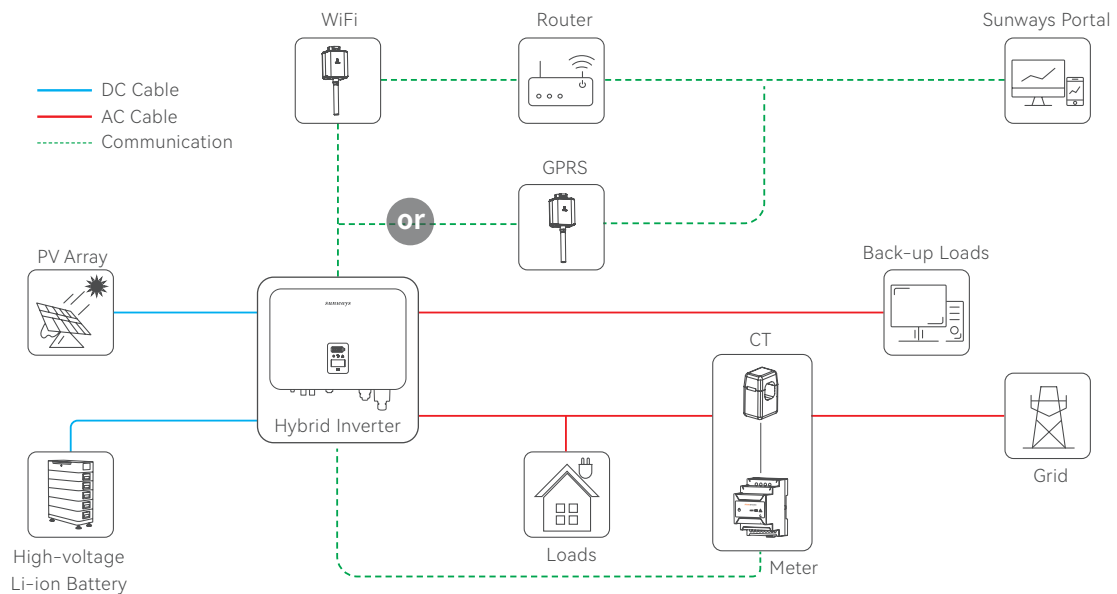 WiFi
Router
Sunways Portal
DC Cable
AC Cable
Communication
GPRS
or
PV Array
Back-up Loads
sunways
CT
Hybrid Inverter
Grid
High-voltage
Li-ion Battery
Loads
Meter